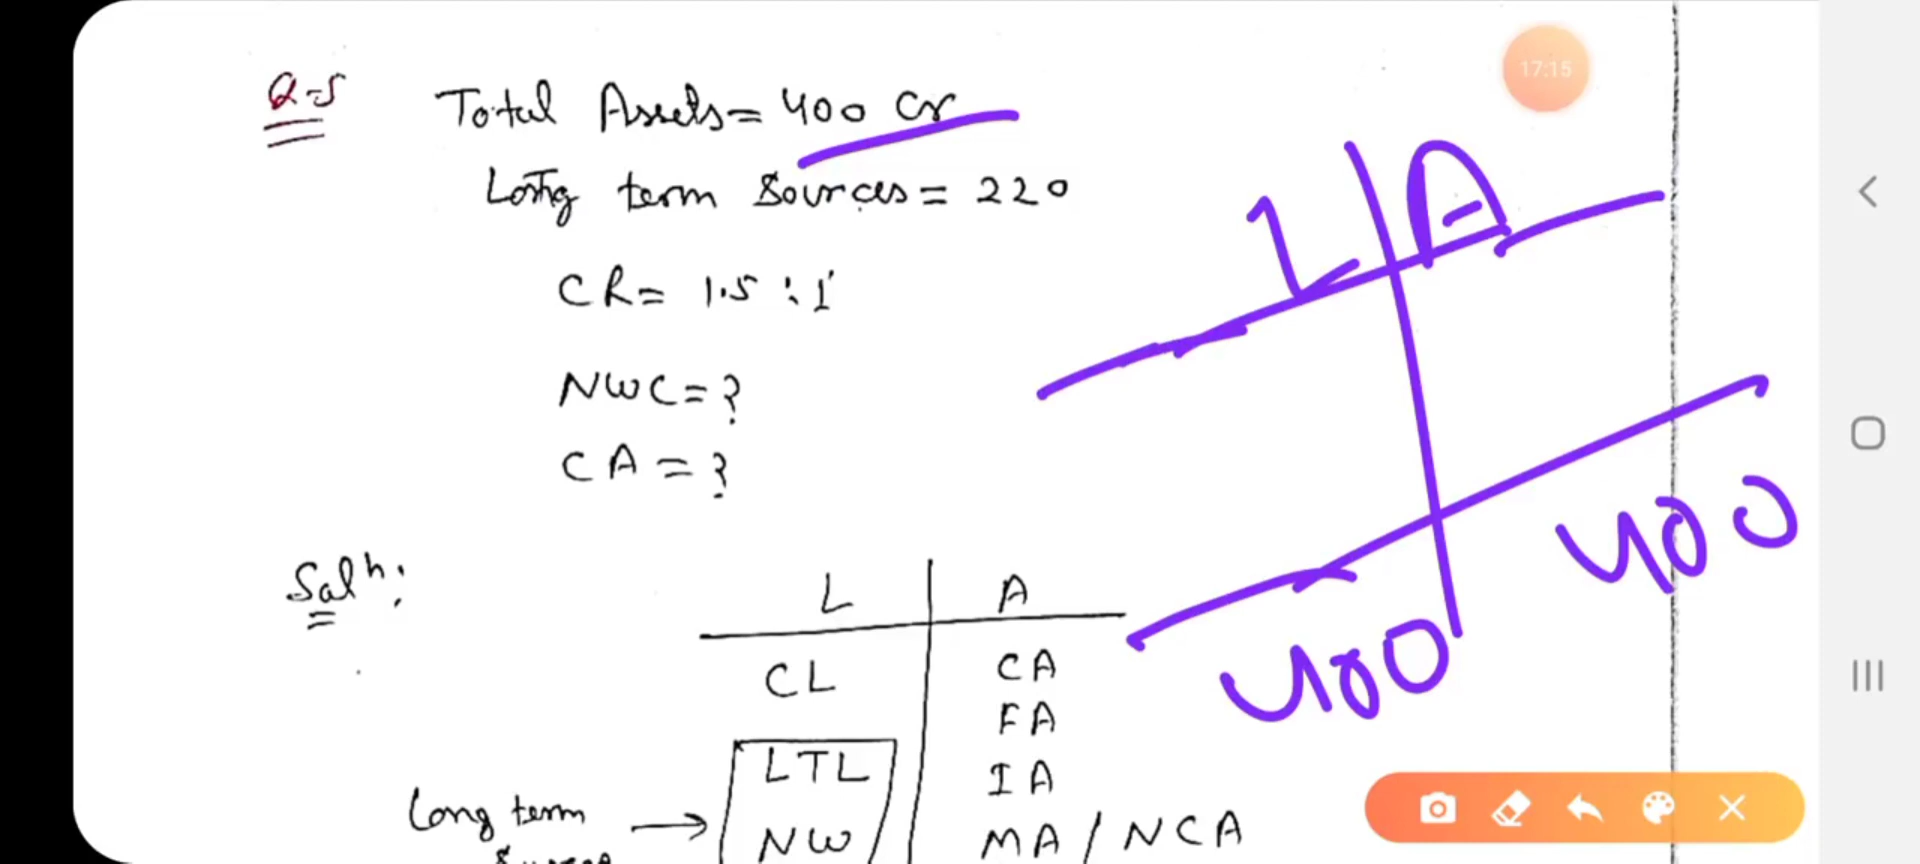 17:15
Q-5
Total Assets = 400 Cr
Long term Sources = 220
CR = 1.5 : 1
NWC = ?
CA = ?
L A
400
400
Solⁿ:
L A
CL CA
FA
LTL IA
Long term → NW MA / NCA